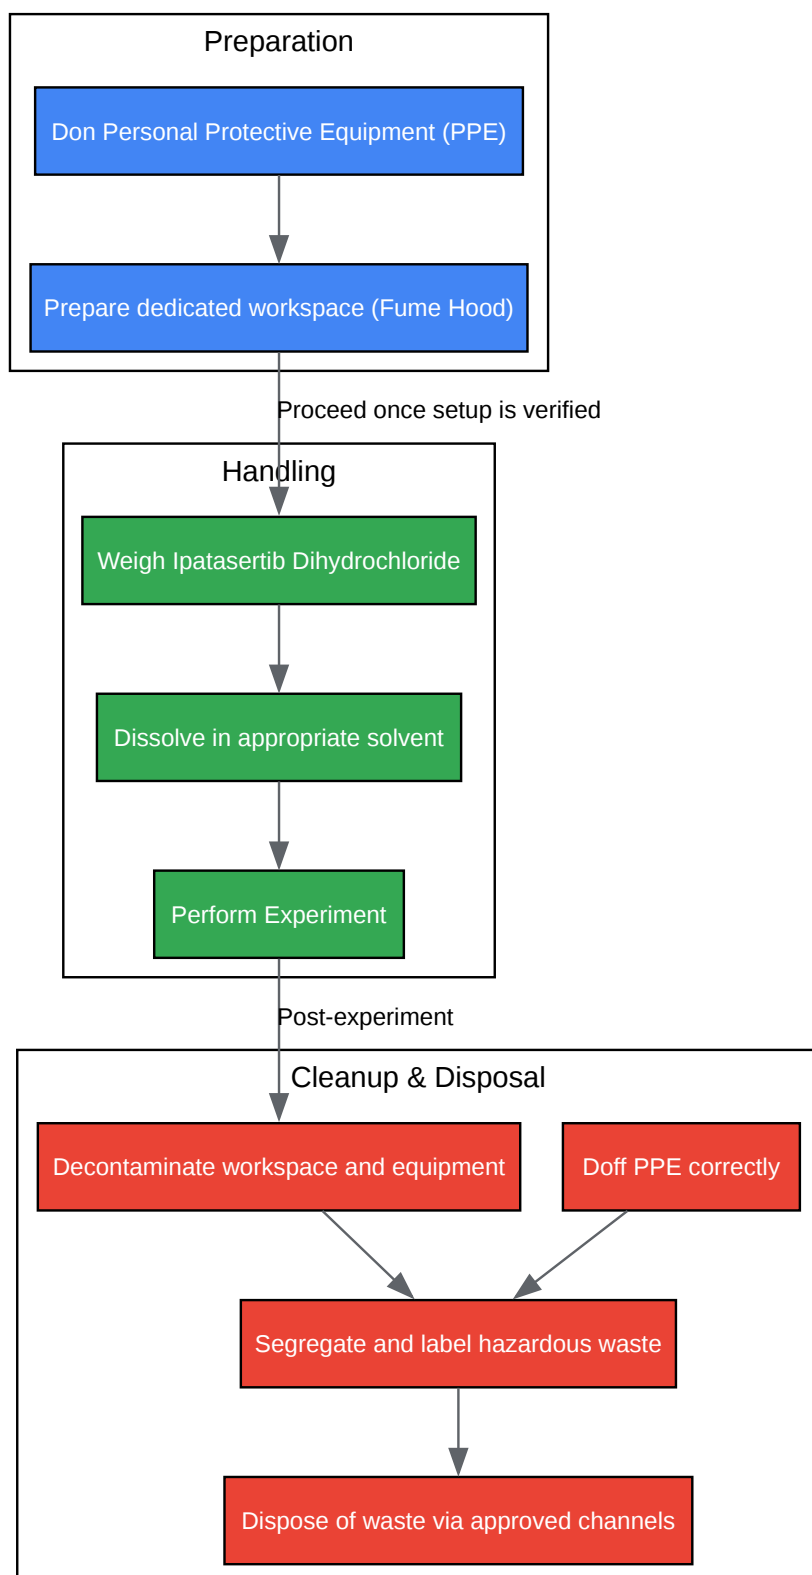 Preparation
Don Personal Protective Equipment (PPE)
Prepare dedicated workspace (Fume Hood)
Proceed once setup is verified
Handling
Weigh Ipatasertib Dihydrochloride
Dissolve in appropriate solvent
Perform Experiment
Post-experiment
Cleanup & Disposal
Decontaminate workspace and equipment
Doff PPE correctly
Segregate and label hazardous waste
Dispose of waste via approved channels